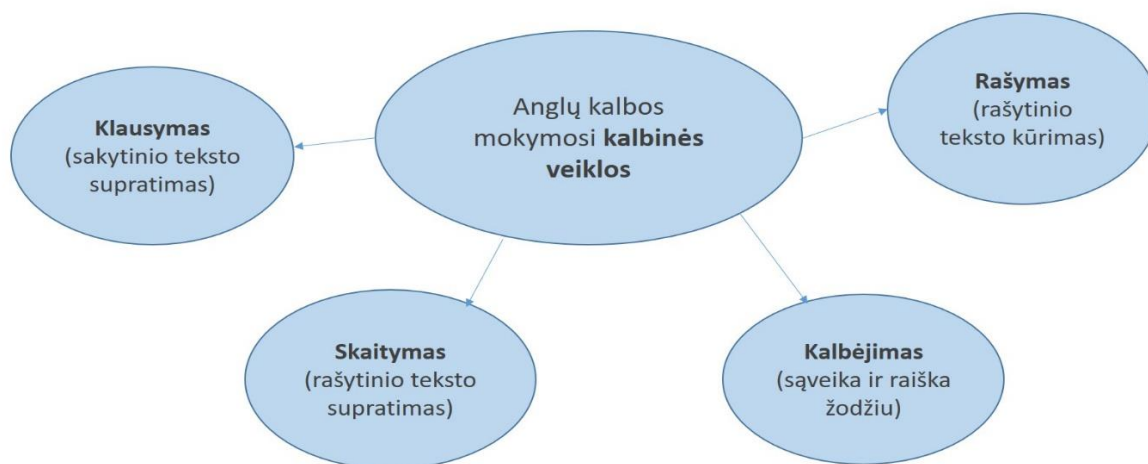 Anglų kalbos
mokymosi kalbinės
veiklos
Klausymas
(sakytinio teksto
supratimas)
Rašymas
(rašytinio
teksto kūrimas)
Skaitymas
(rašytinio teksto
supratimas)
Kalbėjimas
(sąveika ir raiška
žodžiu)